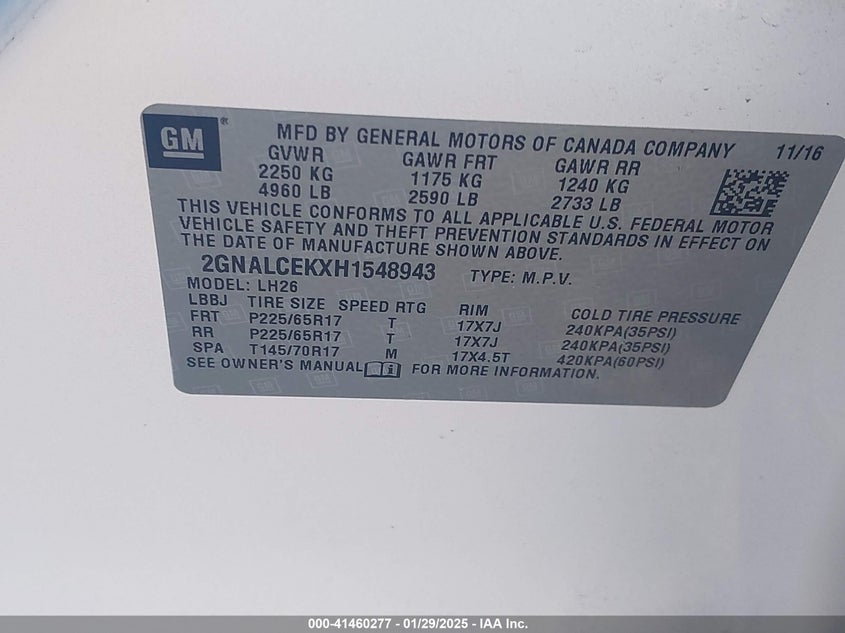 GM ® MFD BY GENERAL MOTORS OF CANADA COMPANY 11/16
GVWR GAWR FRT GAWR RR
2250 KG 1175 KG 1240 KG
4960 LB 2590 LB 2733 LB
THIS VEHICLE CONFORMS TO ALL APPLICABLE U.S. FEDERAL MOTOR
VEHICLE SAFETY AND THEFT PREVENTION STANDARDS IN EFFECT ON
THE DATE OF MANUFACTURE SHOWN ABOVE.
2GNALCEKXH1548943 TYPE: M.P.V.
MODEL: LH26
LBBJ TIRE SIZE SPEED RTG RIM COLD TIRE PRESSURE
FRT P225/65R17 T 17X7J 240KPA(35PSI)
RR P225/65R17 T 17X7J 240KPA(35PSI)
SPA T145/70R17 M 17X4.5T 420KPA(60PSI)
SEE OWNER'S MANUAL FOR MORE INFORMATION.
000-41460277 - 01/29/2025 - IAA Inc.